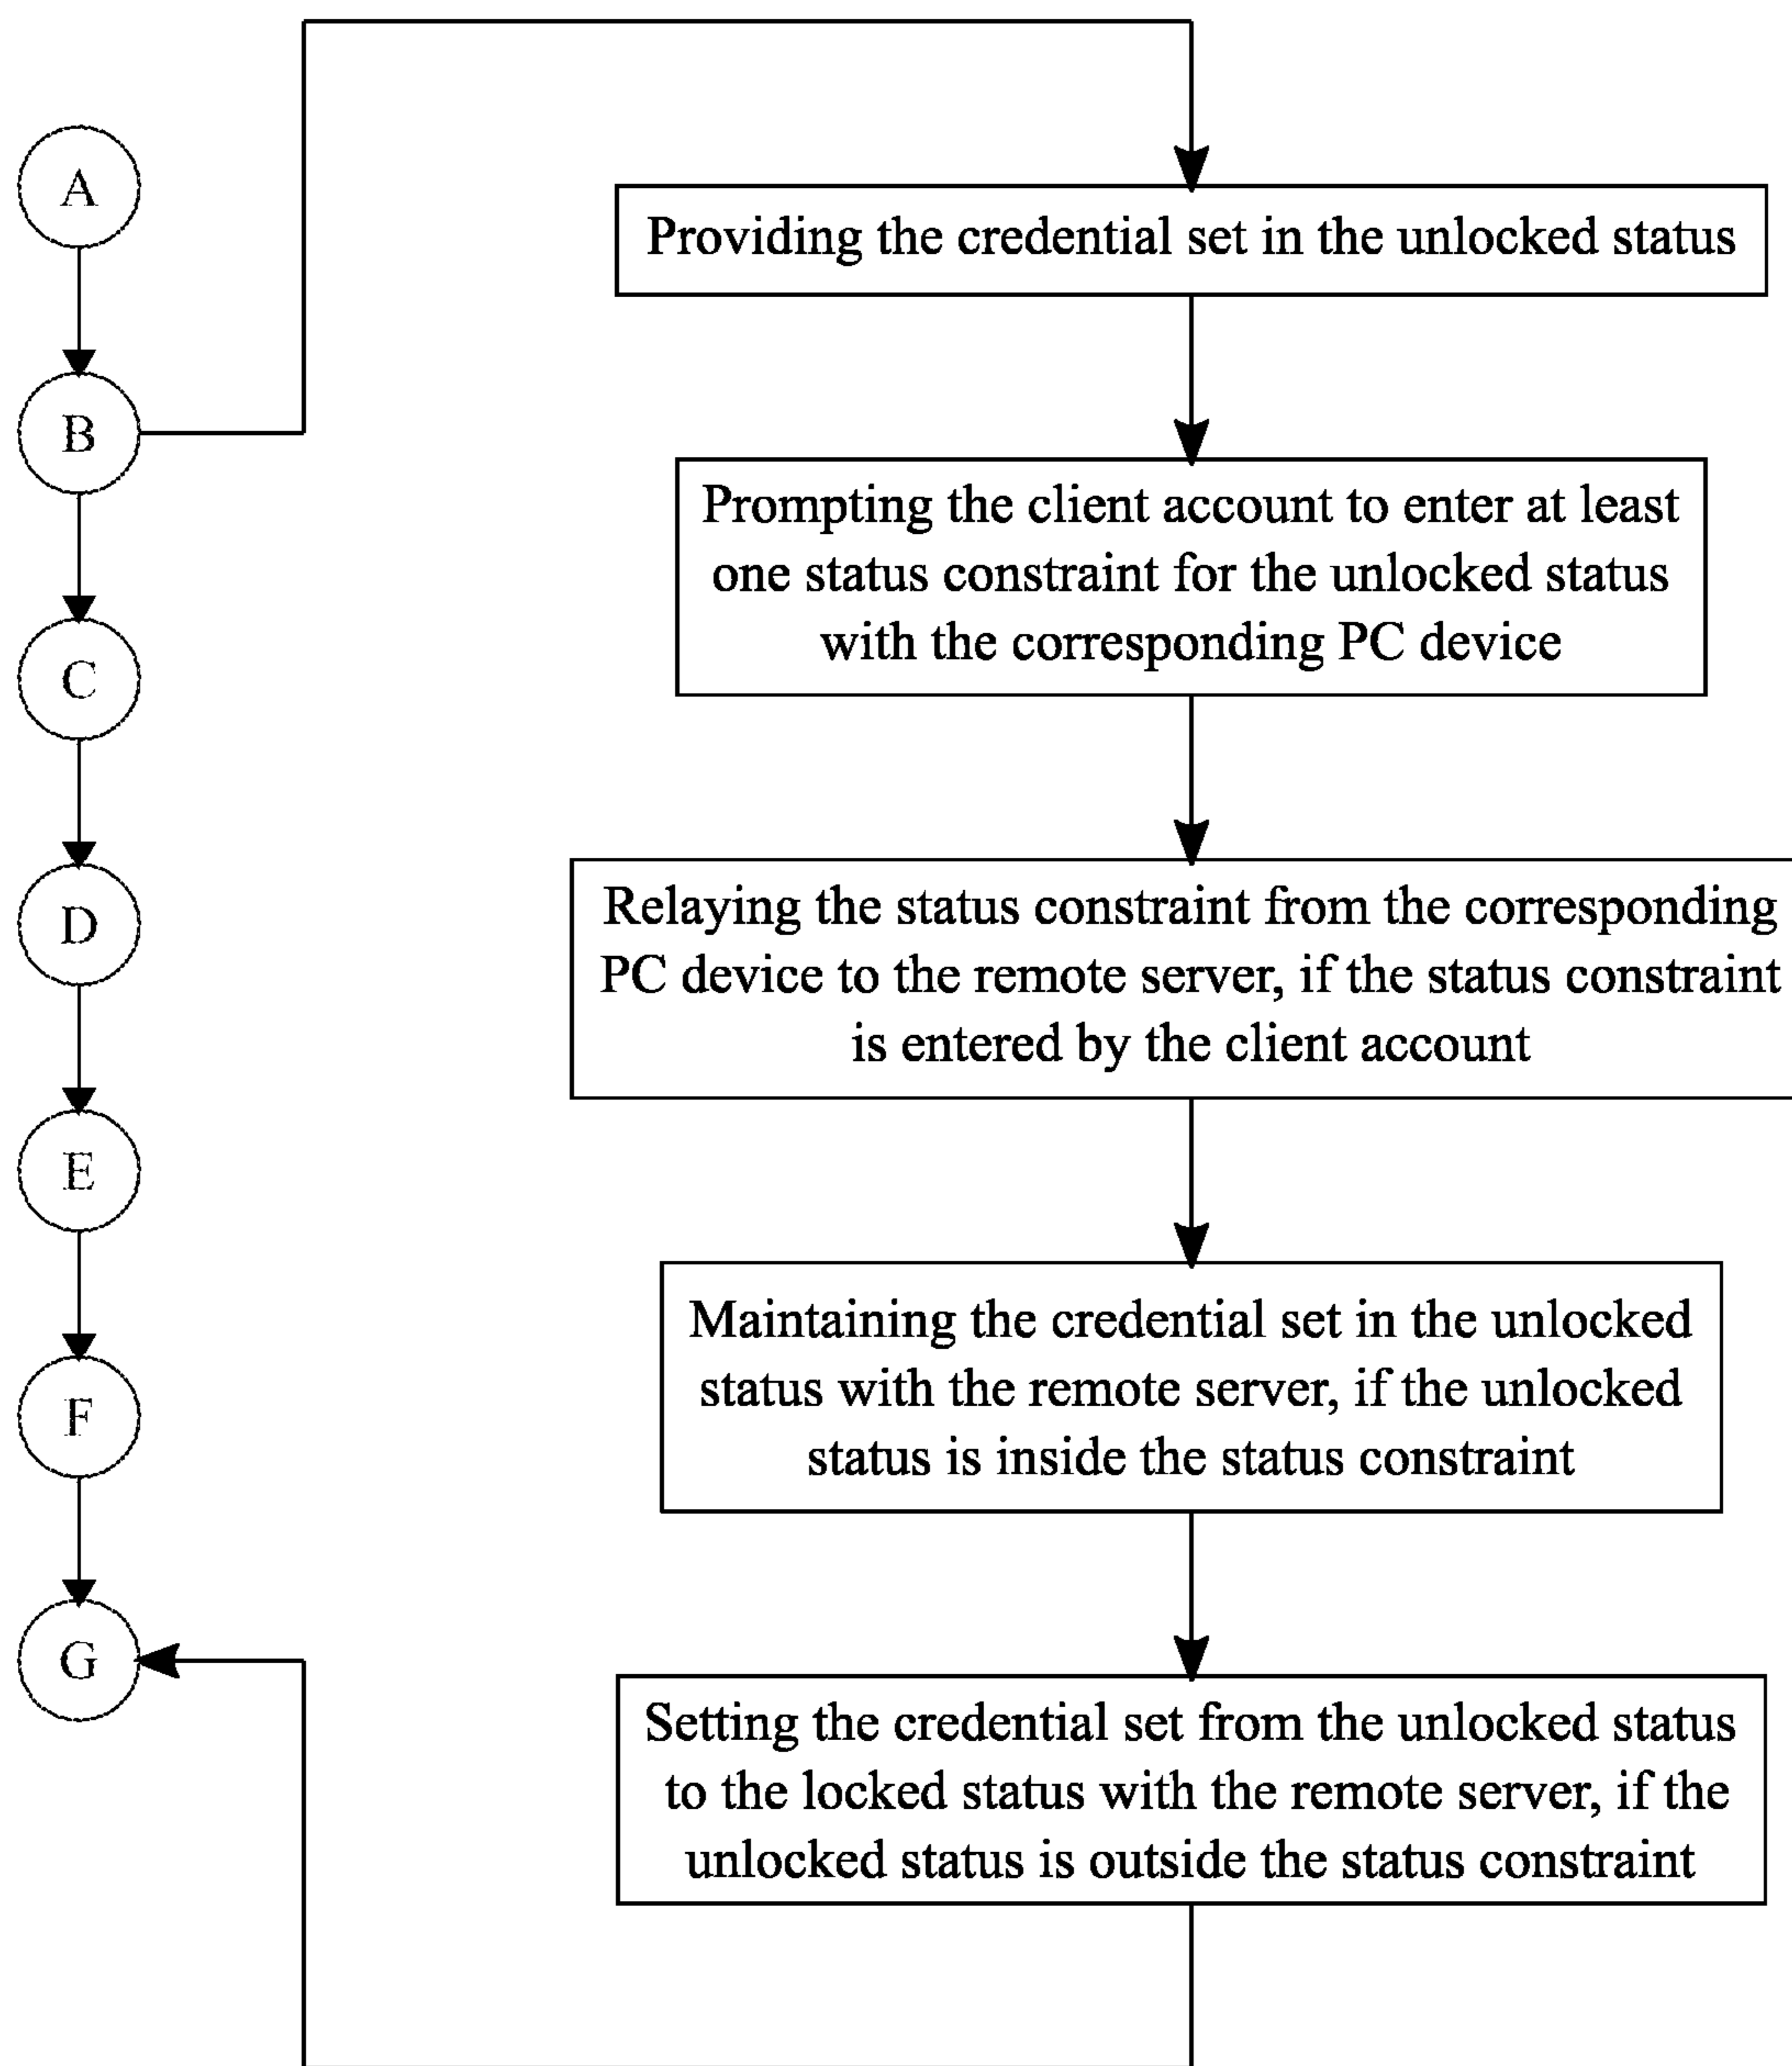 A
B
C
D
E
F
G
Providing the credential set in the unlocked status
Prompting the client account to enter at least
one status constraint for the unlocked status
with the corresponding PC device
Relaying the status constraint from the corresponding
PC device to the remote server, if the status constraint
is entered by the client account
Maintaining the credential set in the unlocked
status with the remote server, if the unlocked
status is inside the status constraint
Setting the credential set from the unlocked status
to the locked status with the remote server, if the
unlocked status is outside the status constraint